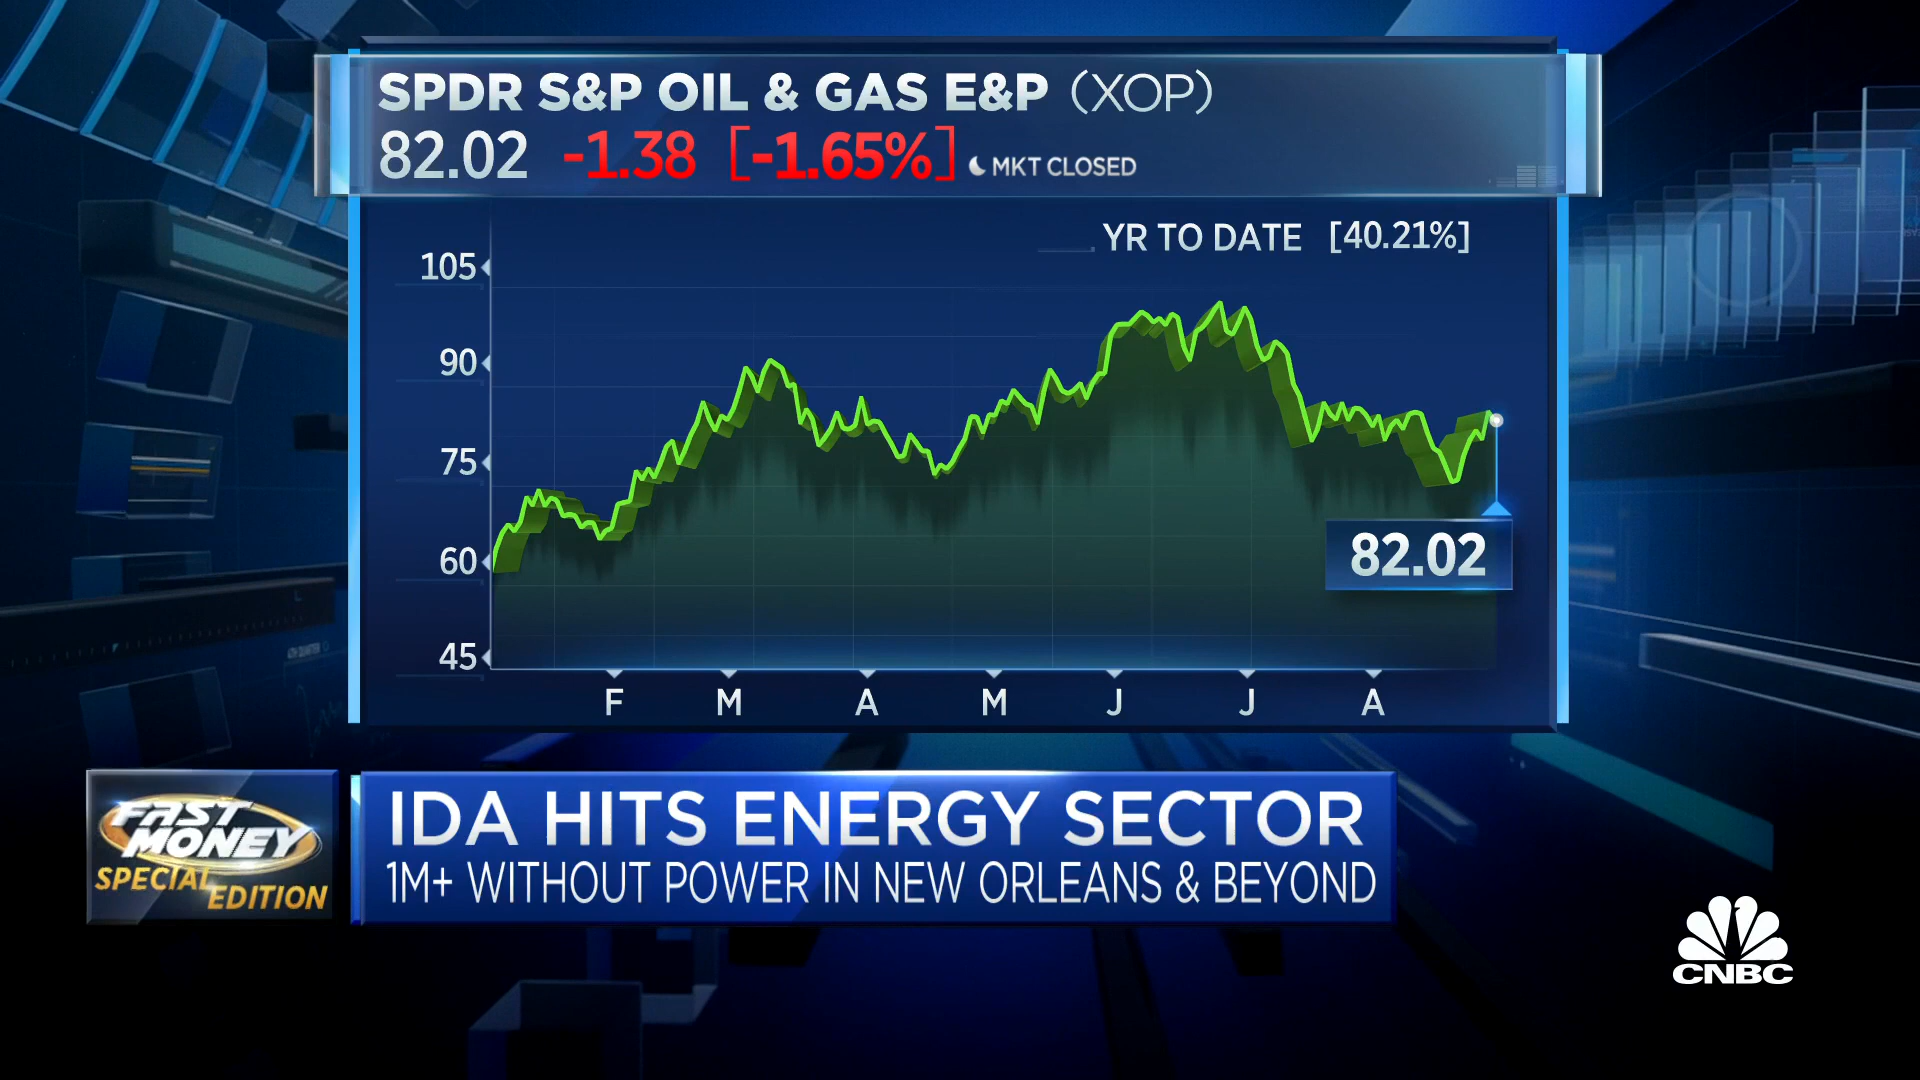 SPDR S&P OIL & GAS E&P (XOP)
82.02 -1.38 [-1.65%] MKT CLOSED
YR TO DATE [40.21%]
105
90
75
60
45
82.02
F M A M J J A
FAST
MONEY
SPECIAL
EDITION
IDA HITS ENERGY SECTOR
1M+ WITHOUT POWER IN NEW ORLEANS & BEYOND
CNBC